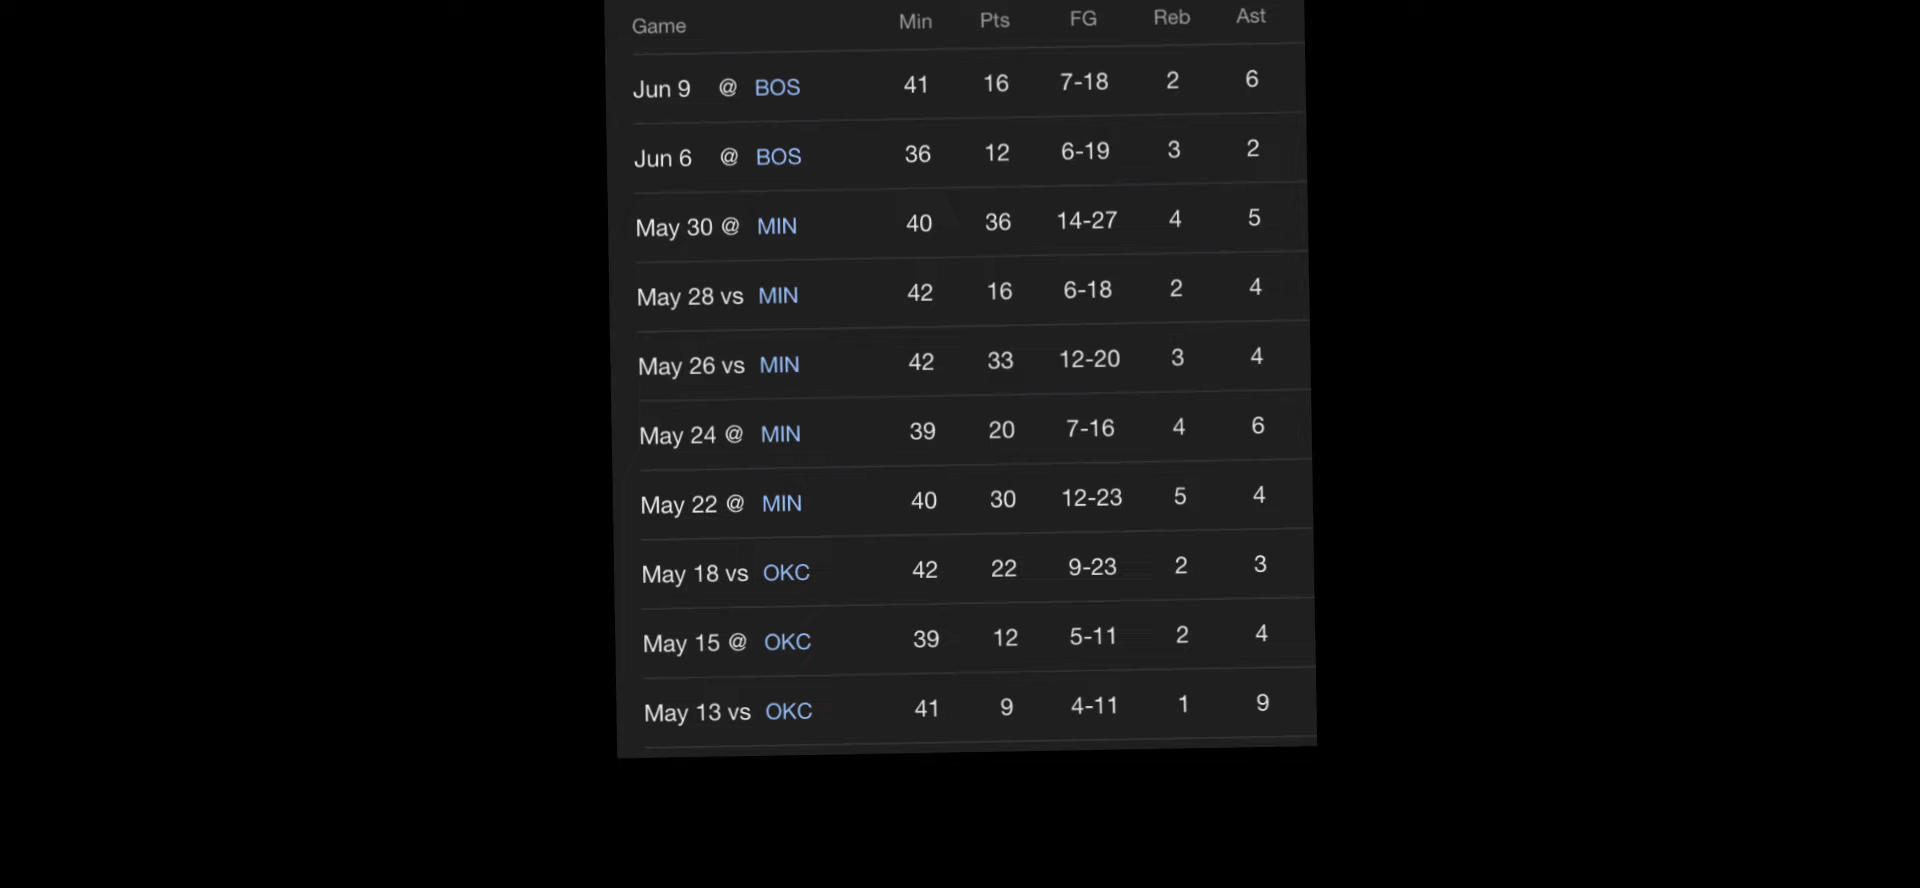 Game Min Pts FG Reb Ast
Jun 9 @ BOS 41 16 7-18 2 6
Jun 6 @ BOS 36 12 6-19 3 2
May 30 @ MIN 40 36 14-27 4 5
May 28 vs MIN 42 16 6-18 2 4
May 26 vs MIN 42 33 12-20 3 4
May 24 @ MIN 39 20 7-16 4 6
May 22 @ MIN 40 30 12-23 5 4
May 18 vs OKC 42 22 9-23 2 3
May 15 @ OKC 39 12 5-11 2 4
May 13 vs OKC 41 9 4-11 1 9